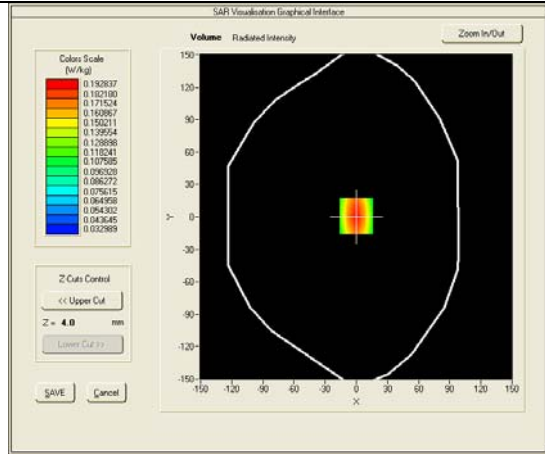 SAR Visualisation Graphical Interface
Volume Radiated Intensity
Zoom In/Out
Colors Scale
(W/kg)
0.192837
0.182180
0.171524
0.160867
0.150211
0.139554
0.128898
0.118241
0.107585
0.096928
0.086272
0.075615
0.064958
0.054302
0.043645
0.032989
150
120
90
60
30
0
-30
-60
-90
-120
-150
Y
-150 -120 -90 -60 -30 0 30 60 90 120 150
X
Z-Cuts Control
<< Upper Cut
Z = 4.0 mm
Lower Cut >>
SAVE
Cancel